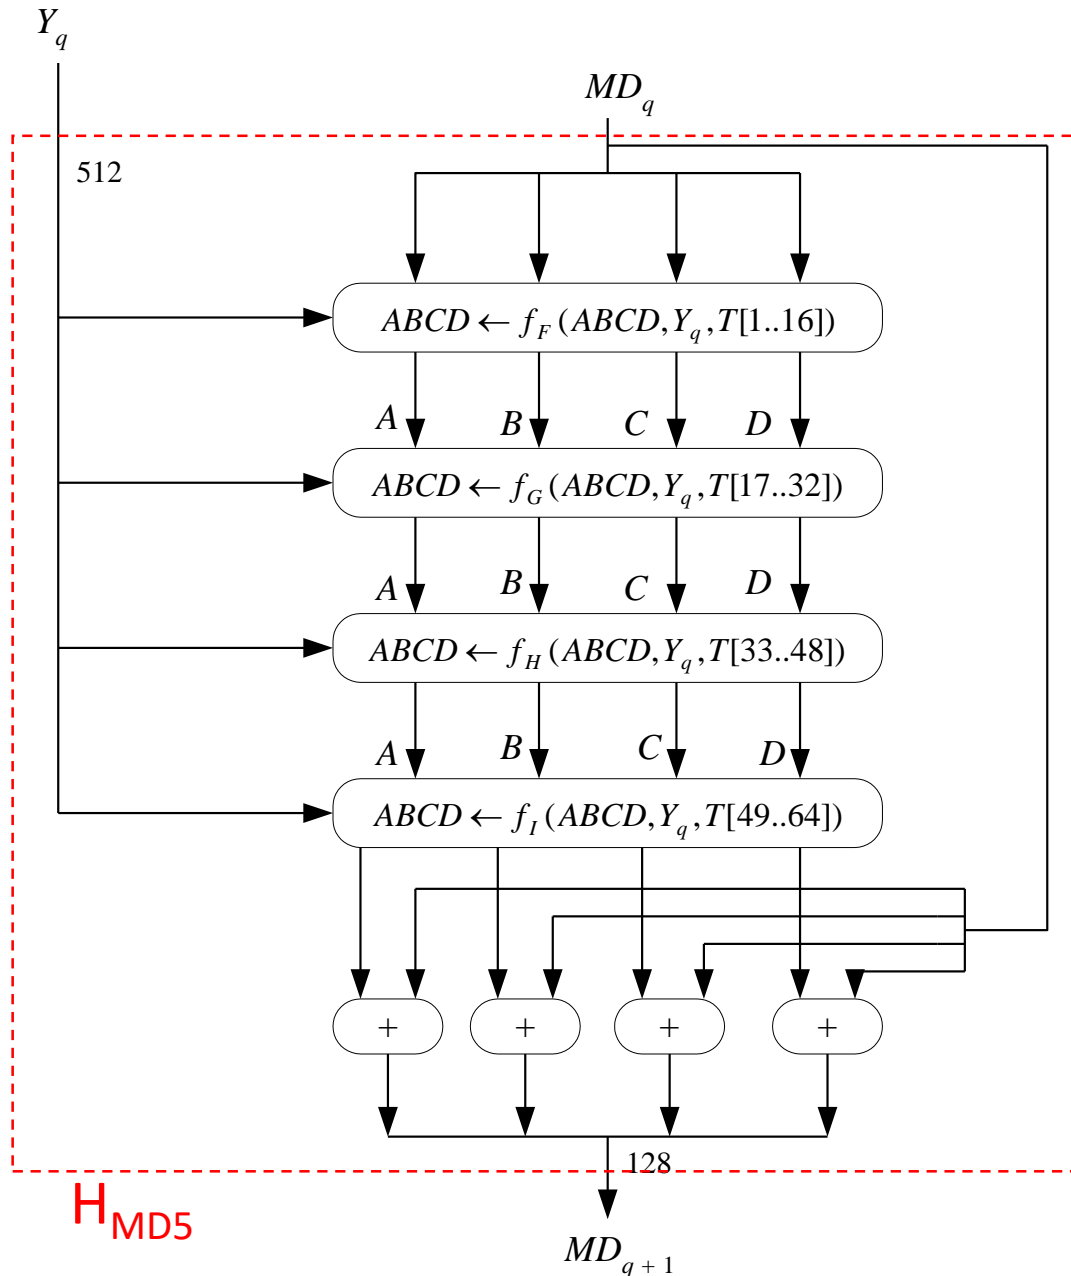 Y_q
MD_q
512
ABCD ← f_F (ABCD, Y_q, T[1..16])
A B C D
ABCD ← f_G (ABCD, Y_q, T[17..32])
A B C D
ABCD ← f_H (ABCD, Y_q, T[33..48])
A B C D
ABCD ← f_I (ABCD, Y_q, T[49..64])
+ + + +
128
H_MD5
MD_q + 1